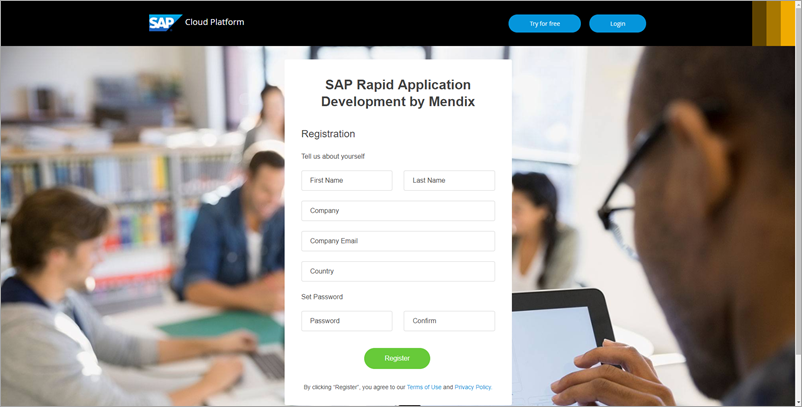 SAP Cloud Platform
Try for free
Login
SAP Rapid Application
Development by Mendix
Registration
Tell us about yourself
First Name
Last Name
Company
Company Email
Country
Set Password
Password
Confirm
Register
By clicking "Register", you agree to our Terms of Use and Privacy Policy.